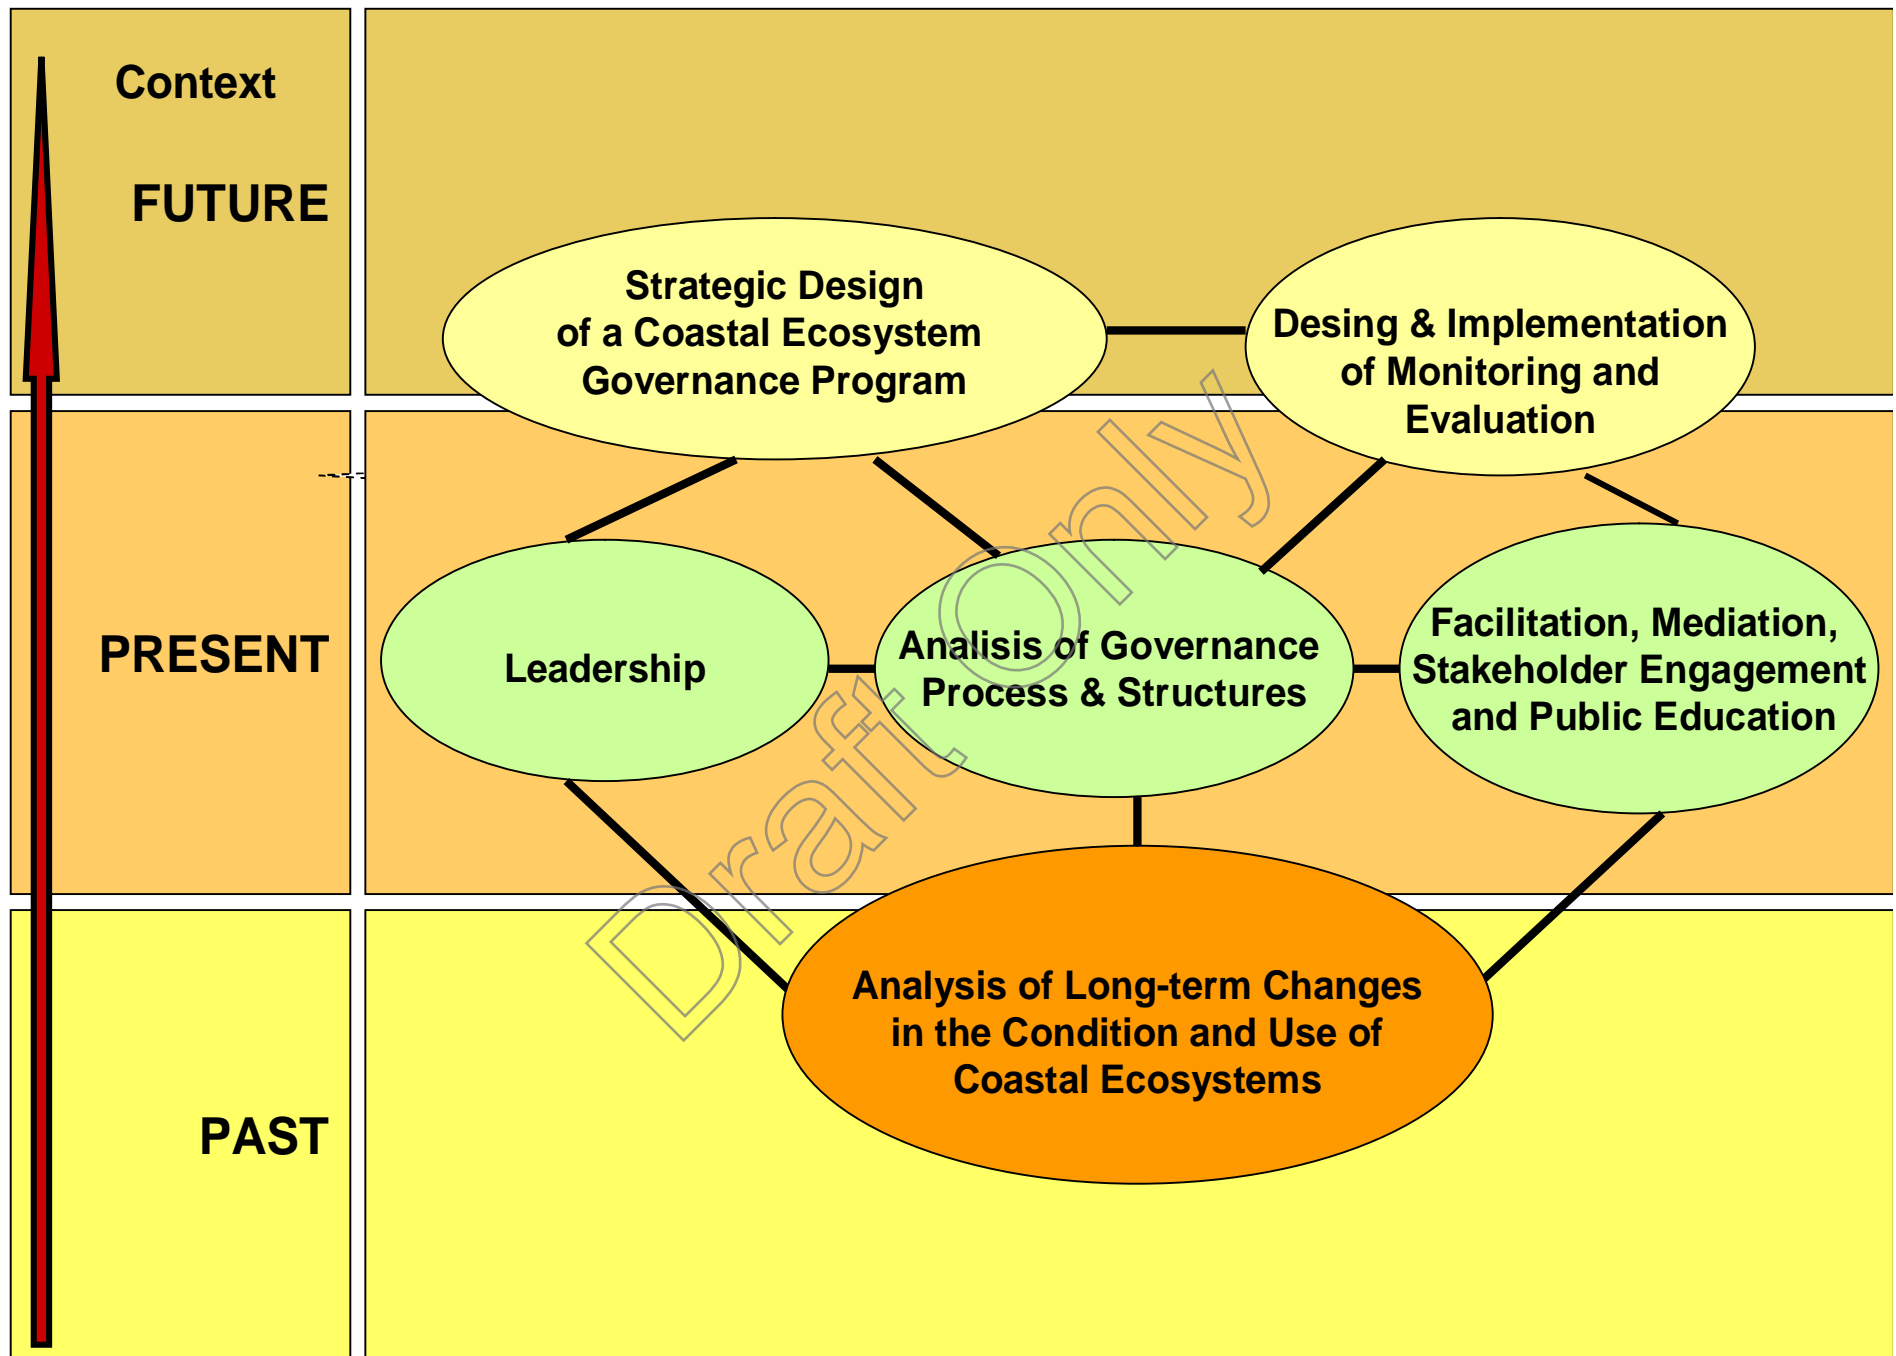 Context
FUTURE
Strategic Design
of a Coastal Ecosystem
Governance Program
Desing & Implementation
of Monitoring and
Evaluation
PRESENT
Leadership
Analisis of Governance
Process & Structures
Facilitation, Mediation,
Stakeholder Engagement
and Public Education
Draft Only
PAST
Analysis of Long-term Changes
in the Condition and Use of
Coastal Ecosystems